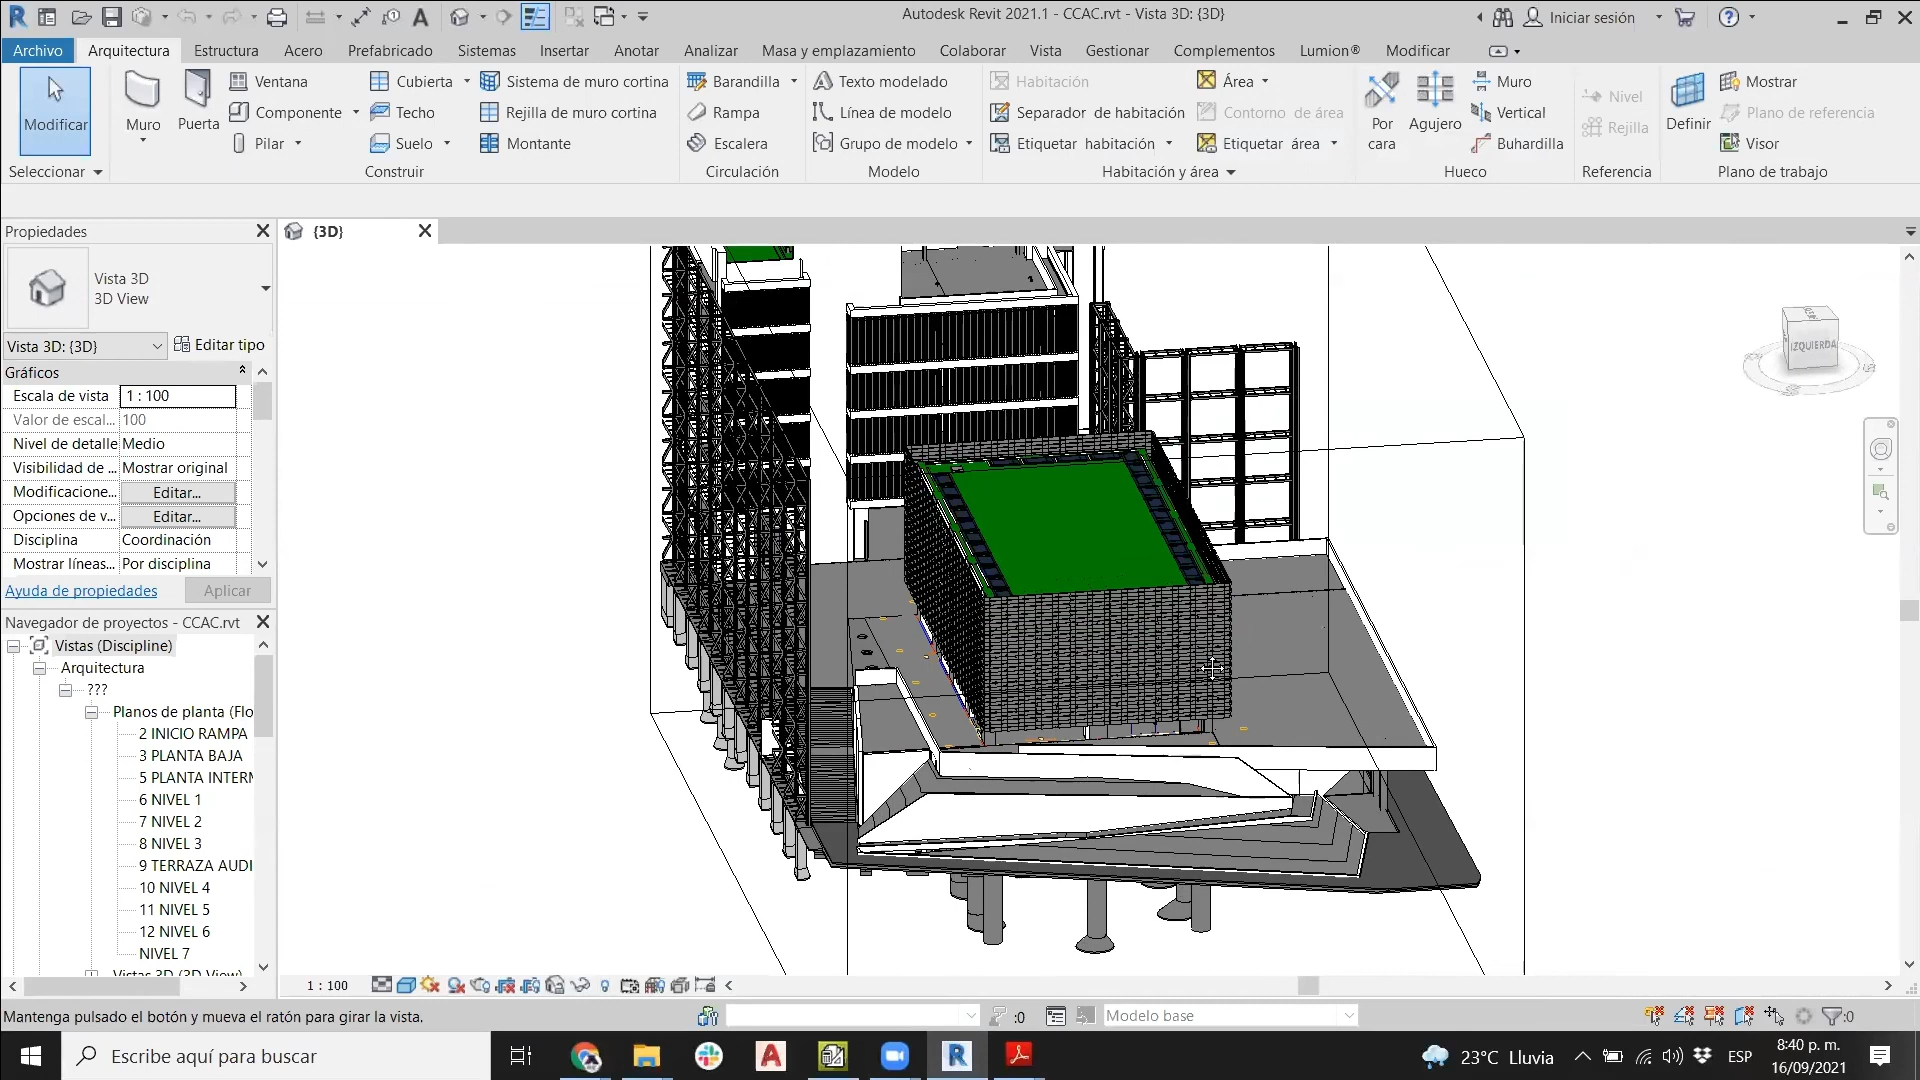 Autodesk Revit 2021.1 - CCAC.rvt - Vista 3D: {3D}
Iniciar sesión
Archivo Arquitectura Estructura Acero Prefabricado Sistemas Insertar Anotar Analizar Masa y emplazamiento Colaborar Vista Gestionar Complementos Lumion® Modificar
Modificar
Muro
Puerta
Ventana
Componente
Pilar
Cubierta
Techo
Suelo
Sistema de muro cortina
Rejilla de muro cortina
Montante
Barandilla
Rampa
Escalera
Texto modelado
Línea de modelo
Grupo de modelo
Habitación
Separador de habitación
Etiquetar habitación
Área
Contorno de área
Etiquetar área
Por cara
Agujero
Muro
Vertical
Buhardilla
Nivel
Rejilla
Definir
Mostrar
Plano de referencia
Visor
Seleccionar Construir Circulación Modelo Habitación y área Hueco Referencia Plano de trabajo
Propiedades
{3D}
Vista 3D
3D View
Vista 3D: {3D} Editar tipo
Gráficos
Escala de vista 1 : 100
Valor de escal... 100
Nivel de detalle Medio
Visibilidad de ... Mostrar original
Modificacione... Editar...
Opciones de v... Editar...
Disciplina Coordinación
Mostrar líneas... Por disciplina
Ayuda de propiedades Aplicar
Navegador de proyectos - CCAC.rvt
Vistas (Discipline)
Arquitectura
???
Planos de planta (Flo
2 INICIO RAMPA
3 PLANTA BAJA
5 PLANTA INTERM
6 NIVEL 1
7 NIVEL 2
8 NIVEL 3
9 TERRAZA AUDI
10 NIVEL 4
11 NIVEL 5
12 NIVEL 6
NIVEL 7
Vistas 3D (3D View)
IZQUIERDA
1 : 100
Mantenga pulsado el botón y mueva el ratón para girar la vista.
:0
Modelo base
:0
Escribe aquí para buscar
23°C Lluvia
ESP
8:40 p. m.
16/09/2021